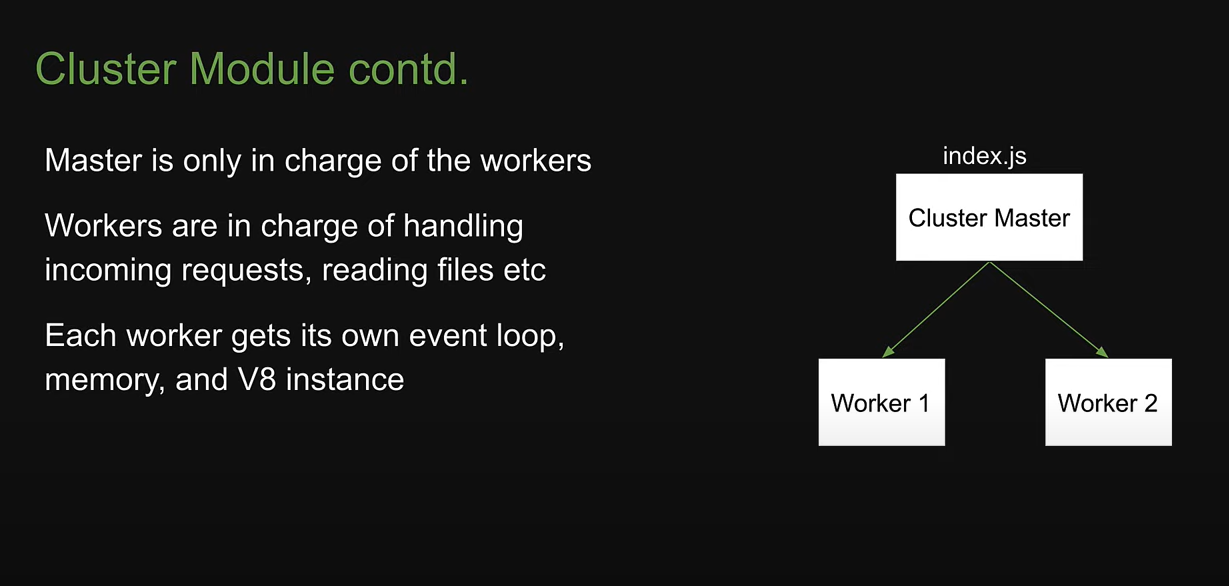 Cluster Module contd.
Master is only in charge of the workers
Workers are in charge of handling
incoming requests, reading files etc
Each worker gets its own event loop,
memory, and V8 instance
index.js
Cluster Master
Worker 1
Worker 2